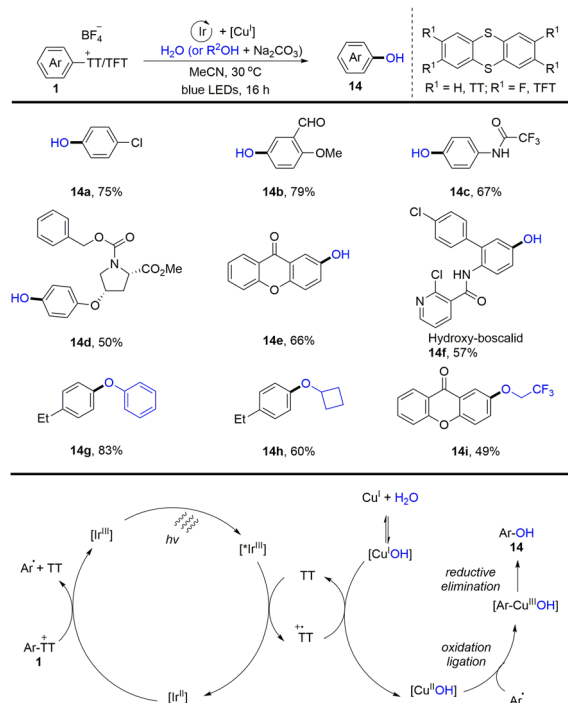 BF₄
Ar
+
TT/TFT
1
Ir + [Cuᴵ]
H₂O (or R²OH + Na₂CO₃)
MeCN, 30 °C
blue LEDs, 16 h
Ar OH
14
R¹ S R¹
R¹ S R¹
R¹ = H, TT; R¹ = F, TFT
HO Cl
14a, 75%
CHO
HO OMe
14b, 79%
O
CF₃
NH
HO
14c, 67%
O
O
N
CO₂Me
HO O
14d, 50%
O
OH
O
14e, 66%
Cl
OH
HN
Cl
O
N
Hydroxy-boscalid
14f, 57%
O
Et
14g, 83%
O
Et
14h, 60%
O
O CF₃
O
14i, 49%
Cuᴵ + H₂O
[Irᴵᴵᴵ]
hv
[*Irᴵᴵᴵ]
[CuᴵOH]
Ar-OH
14
Ar• + TT
TT
reductive
elimination
[Ar-CuᴵᴵᴵOH]
+•
TT
+
Ar-TT
1
oxidation
ligation
[Irᴵᴵ]
[CuᴵᴵOH]
Ar•